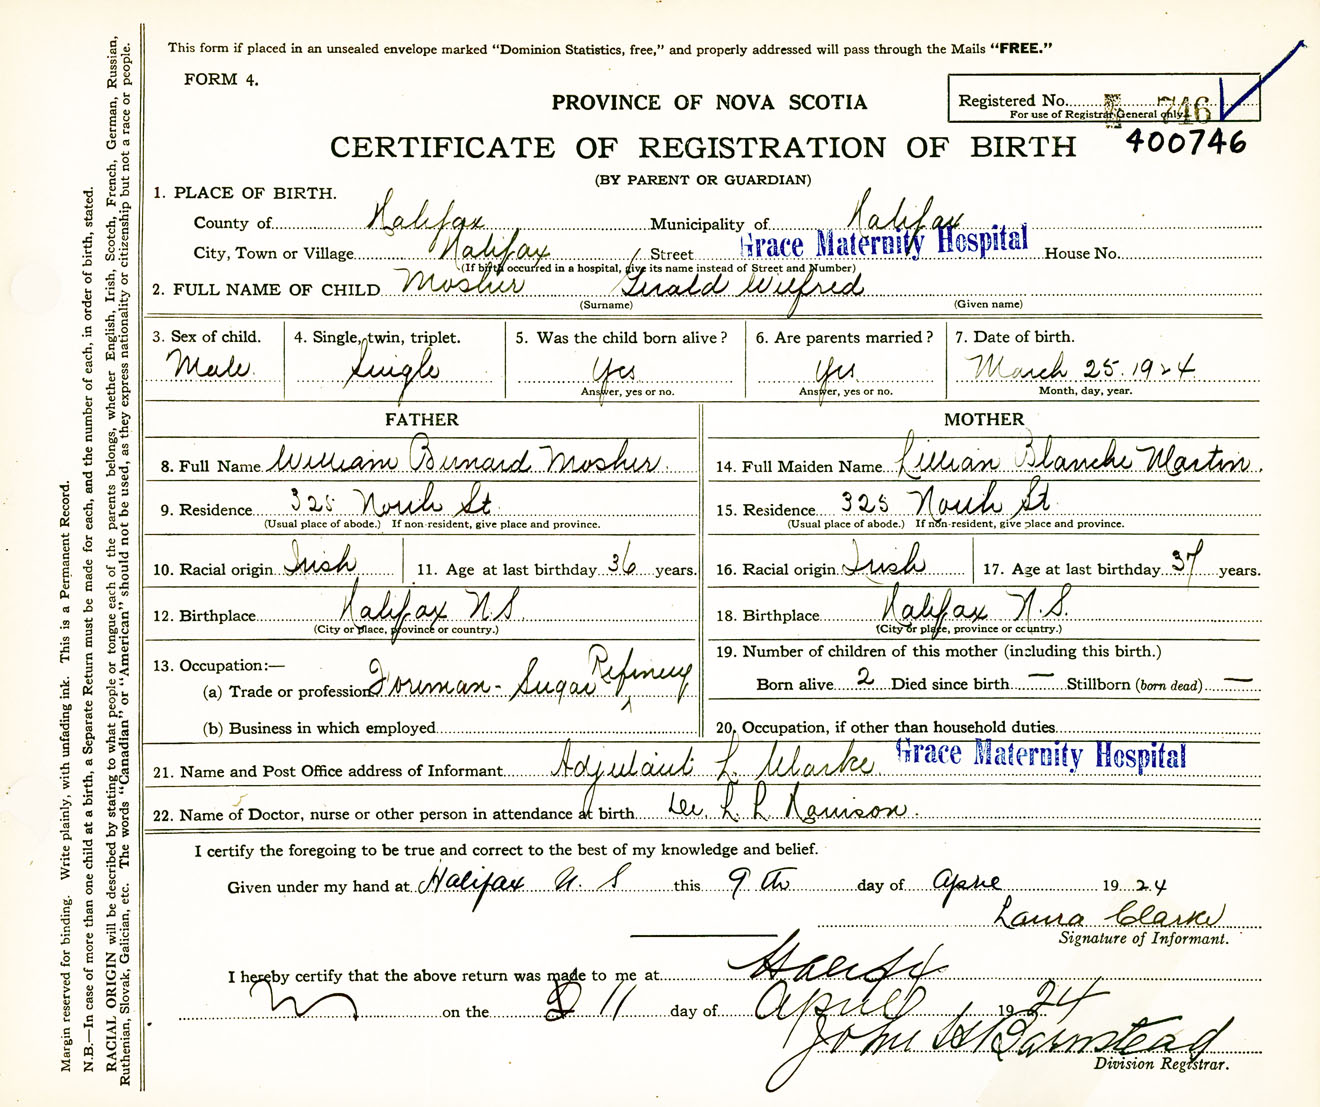 This form if placed in an unsealed envelope marked "Dominion Statistics, free," and properly addressed will pass through the Mails "FREE."
FORM 4.
Registered No. 746
For use of Registrar General only.
PROVINCE OF NOVA SCOTIA
400746
CERTIFICATE OF REGISTRATION OF BIRTH
(BY PARENT OR GUARDIAN)
1. PLACE OF BIRTH.
County of Halifax Municipality of Halifax
City, Town or Village Halifax Street Grace Maternity Hospital House No.
(If birth occurred in a hospital, give its name instead of Street and Number)
2. FULL NAME OF CHILD Mosher Gerald Wilfred
(Surname) (Given name)
3. Sex of child. 4. Single, twin, triplet. 5. Was the child born alive? 6. Are parents married? 7. Date of birth.
Male Single Yes Yes March 25. 1924
Answer, yes or no. Answer, yes or no. Month, day, year.
FATHER MOTHER
8. Full Name William Bernard Mosher. 14. Full Maiden Name Lillian Blanche Martin.
9. Residence 325 North St 15. Residence 325 North St
(Usual place of abode.) If non-resident, give place and province. (Usual place of abode.) If non-resident, give place and province.
10. Racial origin Irish 11. Age at last birthday 36 years. 16. Racial origin Irish 17. Age at last birthday 37 years.
12. Birthplace Halifax N.S. 18. Birthplace Halifax N.S.
(City or place, province or country.) (City or place, province or country.)
13. Occupation:— 19. Number of children of this mother (including this birth.)
(a) Trade or profession Foreman - Sugar Refinery Born alive 2 Died since birth — Stillborn (born dead) —
(b) Business in which employed 20. Occupation, if other than household duties
21. Name and Post Office address of Informant Adjutant L. Clarke Grace Maternity Hospital
22. Name of Doctor, nurse or other person in attendance at birth L L Harrison.
I certify the foregoing to be true and correct to the best of my knowledge and belief.
Given under my hand at Halifax N. S this 9th day of April 1924
Laura Clarke
Signature of Informant.
I hereby certify that the above return was made to me at
on the 11 day of April 1924
John H Barnstead
Division Registrar.
Margin reserved for binding. Write plainly, with unfading ink. This is a Permanent Record.
N.B.—In case of more than one child at a birth, a Separate Return must be made for each, and the number of each, in order of birth, stated.
RACIAL ORIGIN will be described by stating to what people or tongue each of the parents belongs, whether English, Irish, Scotch, French, German, Russian,
Ruthenian, Slovak, Galician, etc. The words "Canadian" or "American" should not be used, as they express nationality or citizenship but not a race or people.